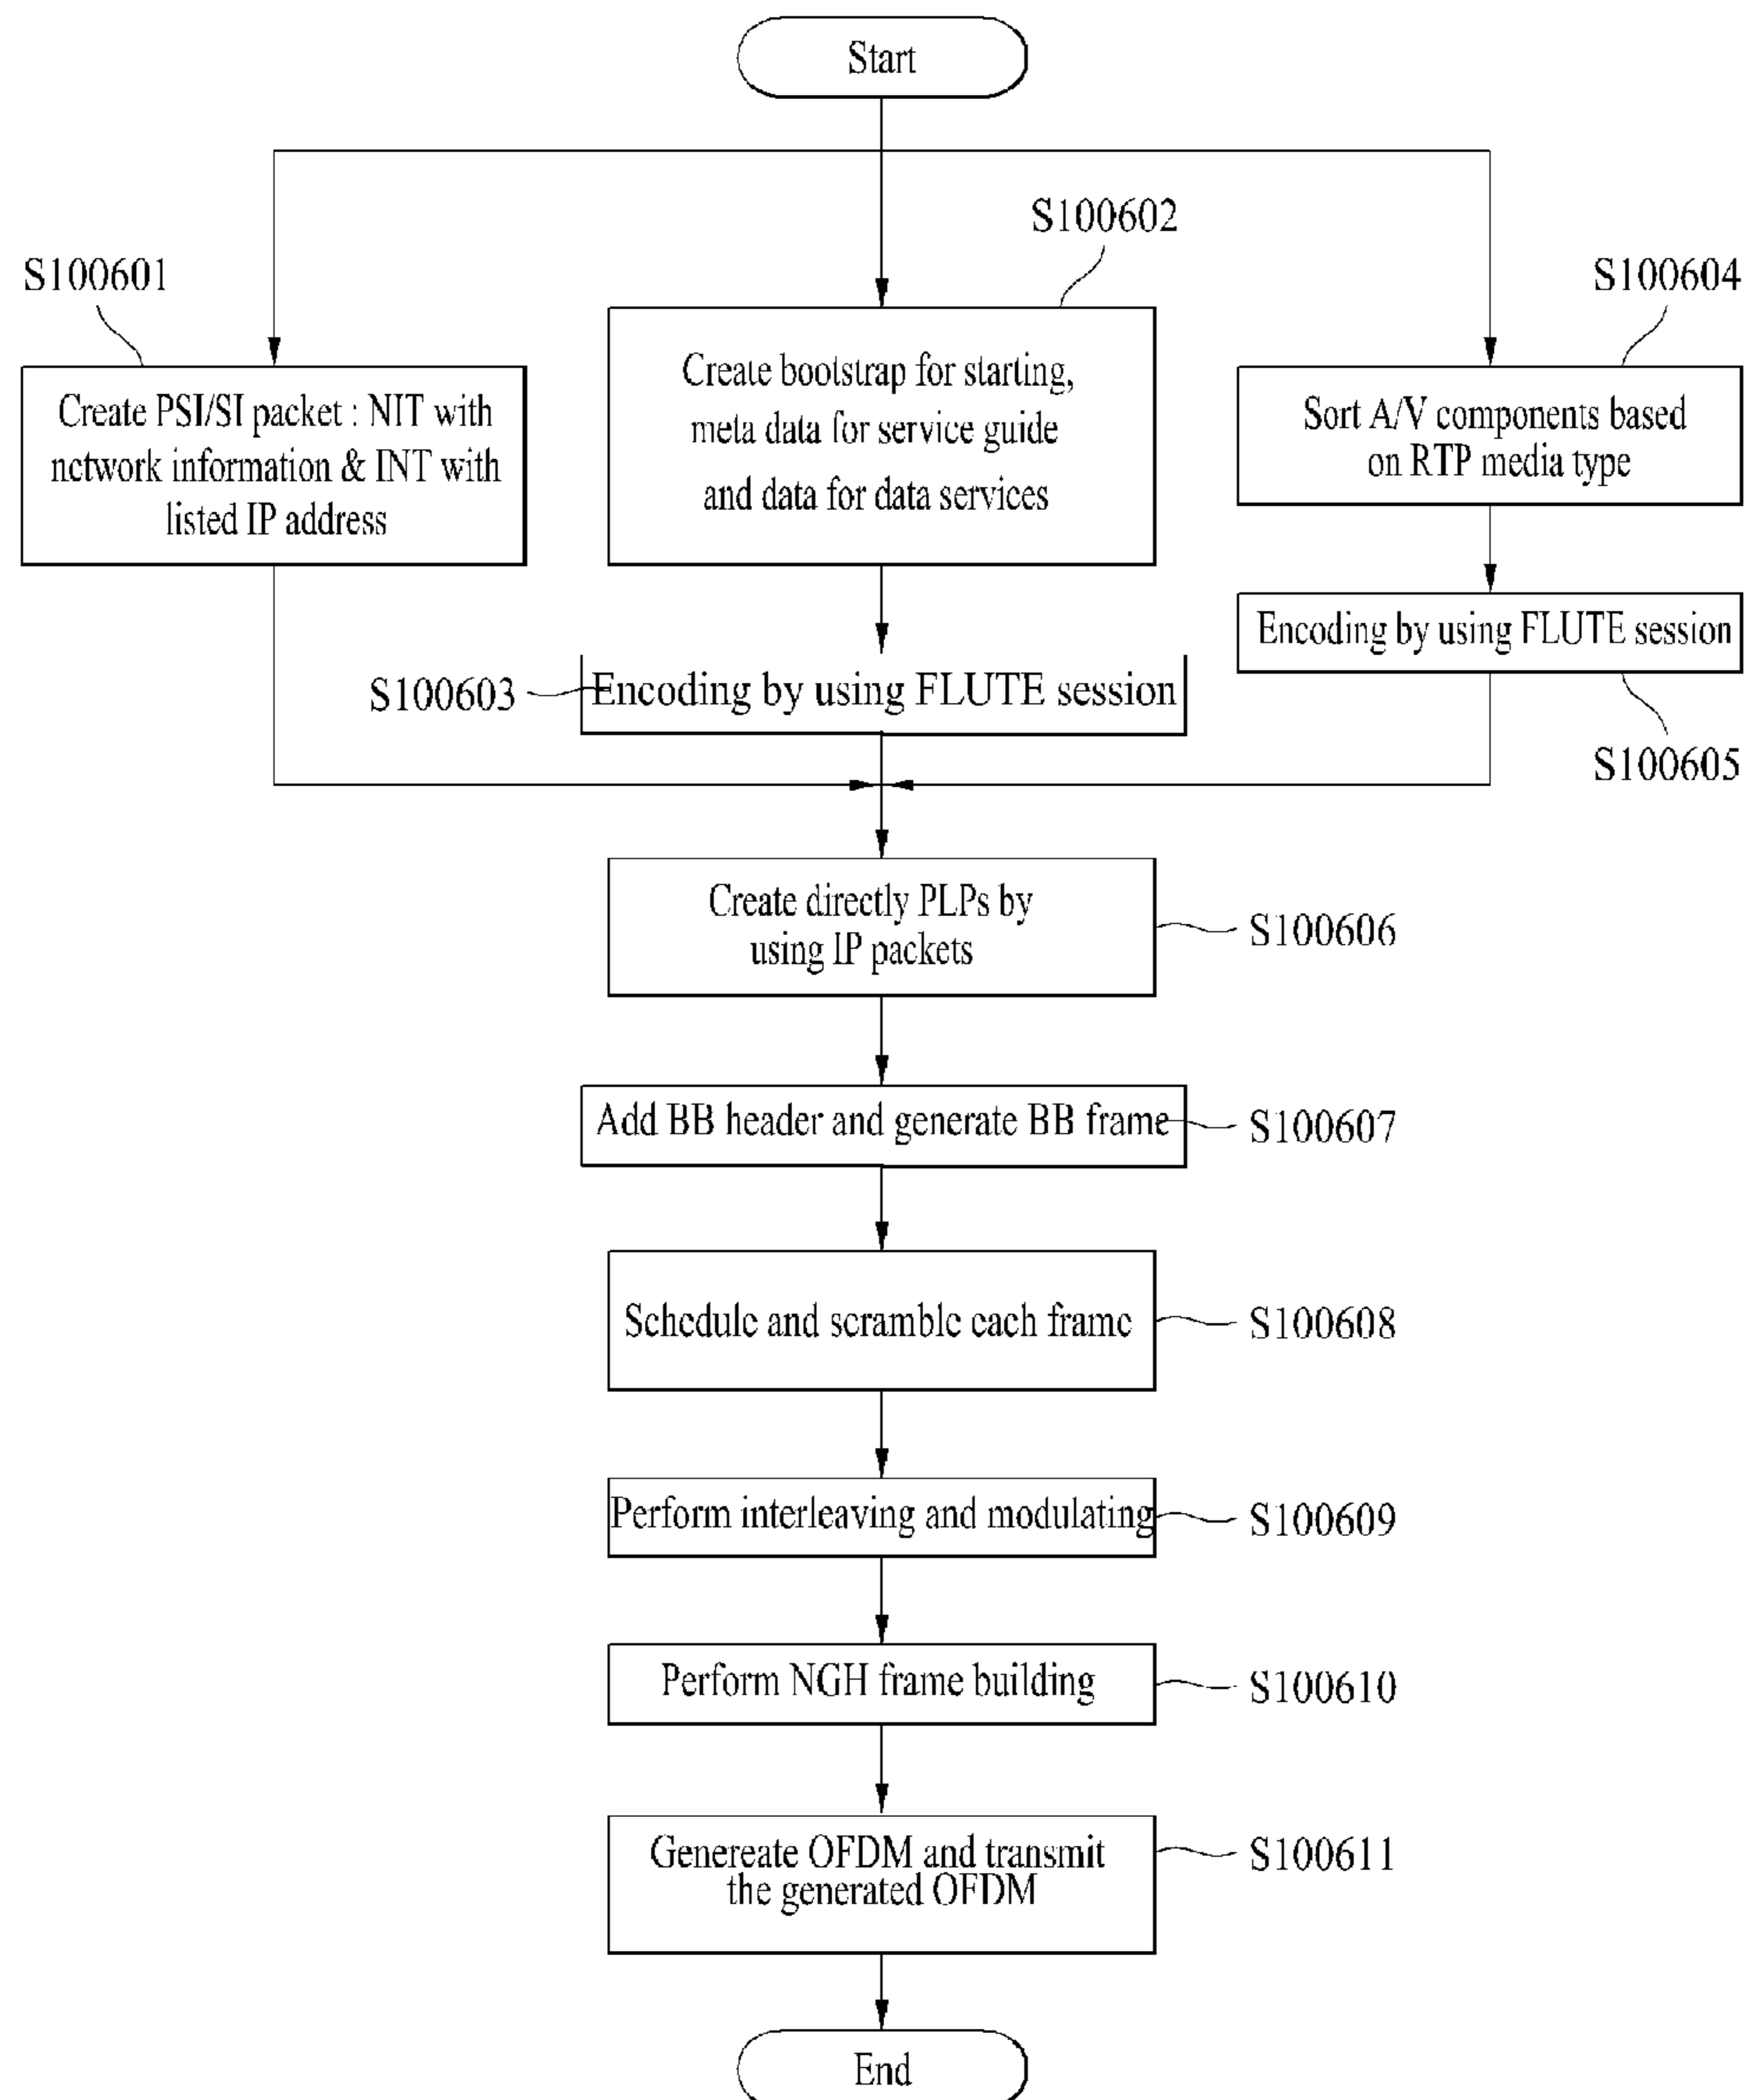 Start
S100601
Create PSI/SI packet : NIT with
network information & INT with
listed IP address
S100602
Create bootstrap for starting,
meta data for service guide
and data for data services
S100603
Encoding by using FLUTE session
S100604
Sort A/V components based
on RTP media type
Encoding by using FLUTE session
S100605
Create directly PLPs by
using IP packets
S100606
Add BB header and generate BB frame
S100607
Schedule and scramble each frame
S100608
Perform interleaving and modulating
S100609
Perform NGH frame building
S100610
Genereate OFDM and transmit
the generated OFDM
S100611
End